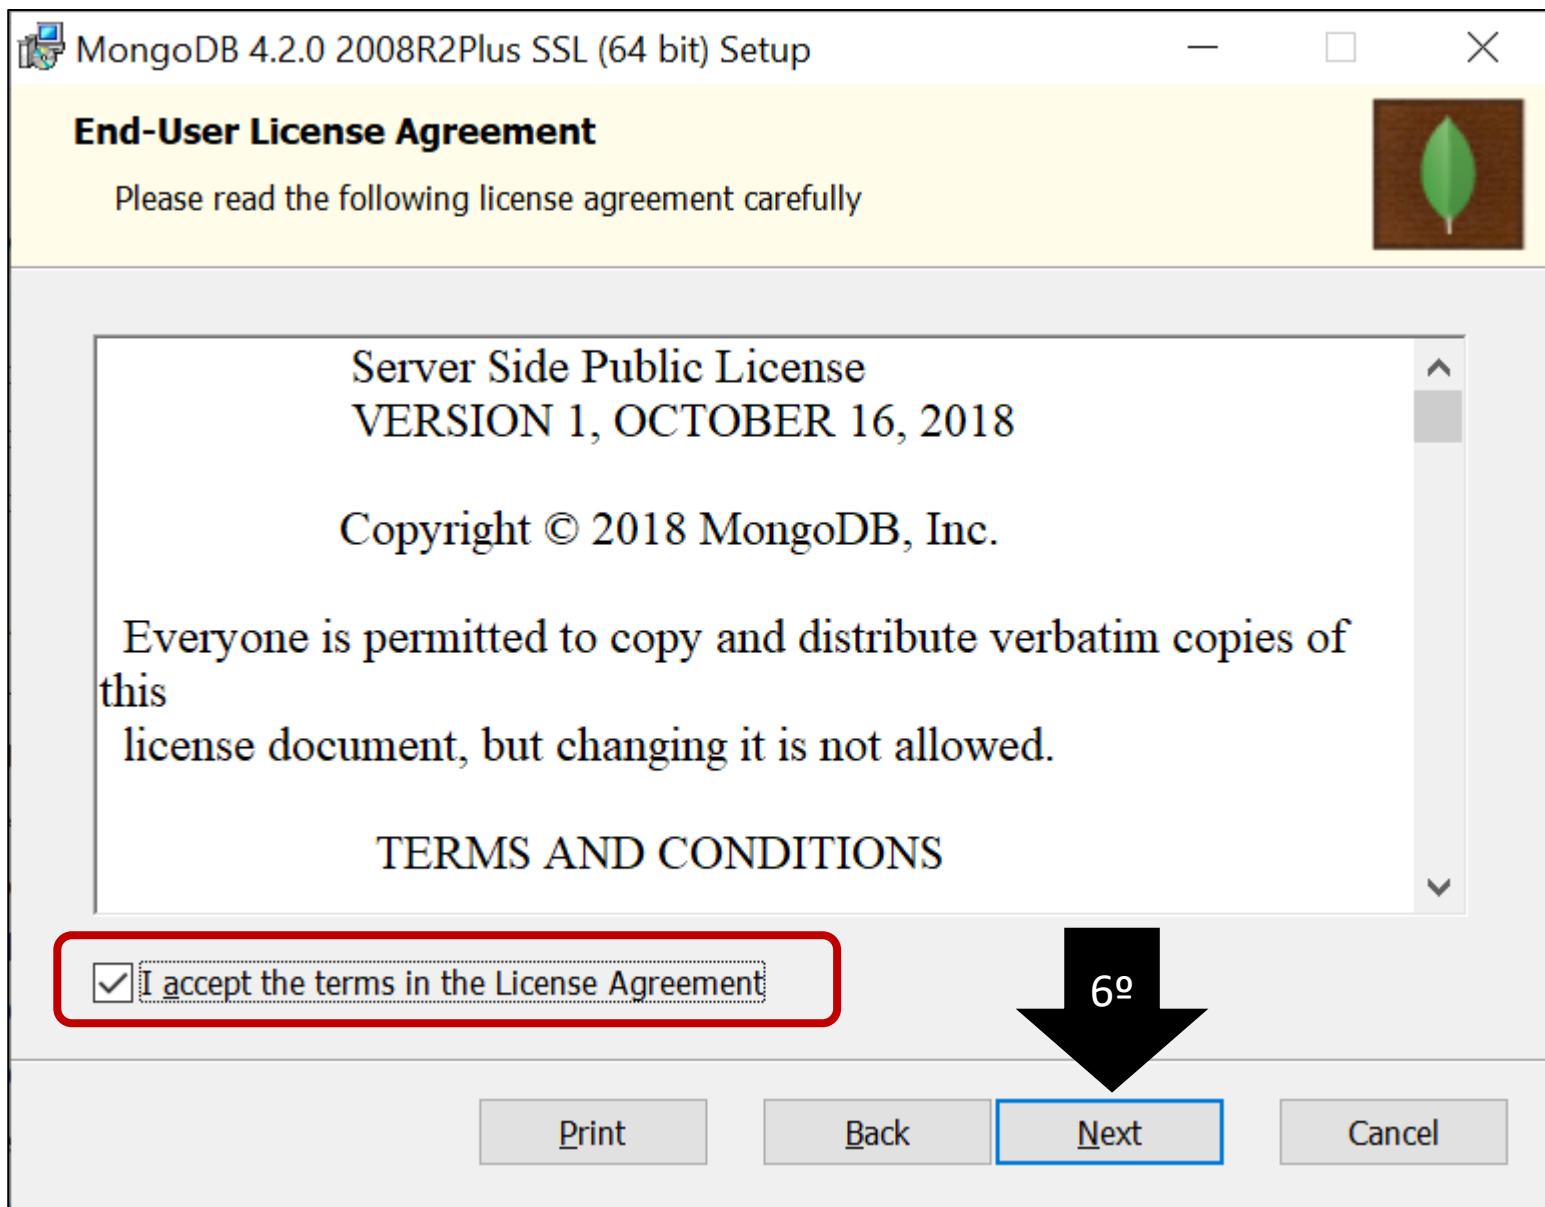 MongoDB 4.2.0 2008R2Plus SSL (64 bit) Setup
End-User License Agreement
Please read the following license agreement carefully
Server Side Public License
VERSION 1, OCTOBER 16, 2018
Copyright © 2018 MongoDB, Inc.
Everyone is permitted to copy and distribute verbatim copies of
this
license document, but changing it is not allowed.
TERMS AND CONDITIONS
I accept the terms in the License Agreement
6º
Print Back Next Cancel